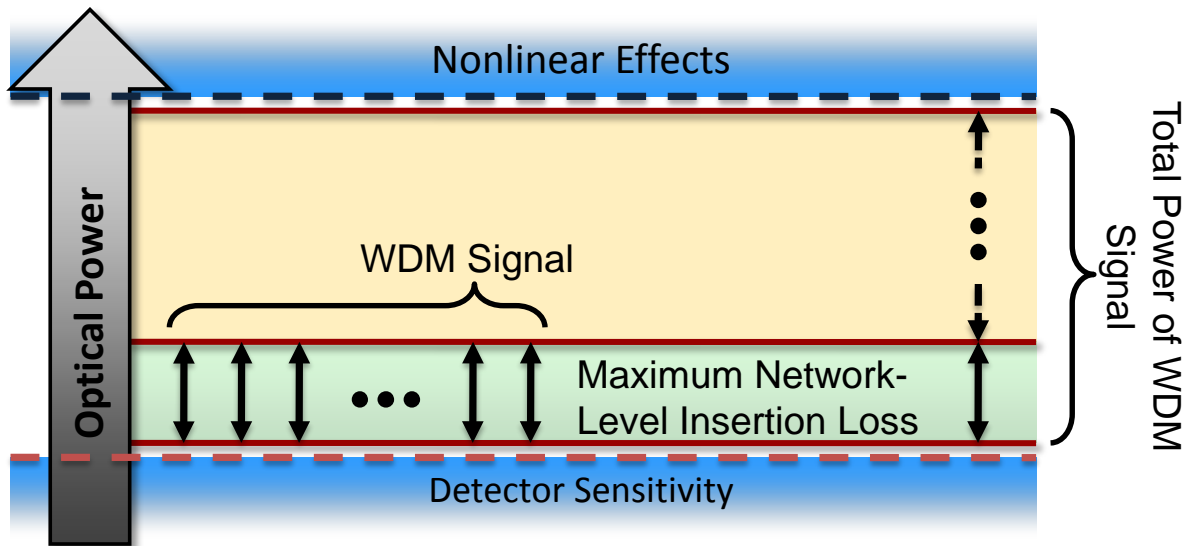 Nonlinear Effects
Optical Power
WDM Signal
Maximum Network-
Level Insertion Loss
Total Power of WDM
Signal
Detector Sensitivity